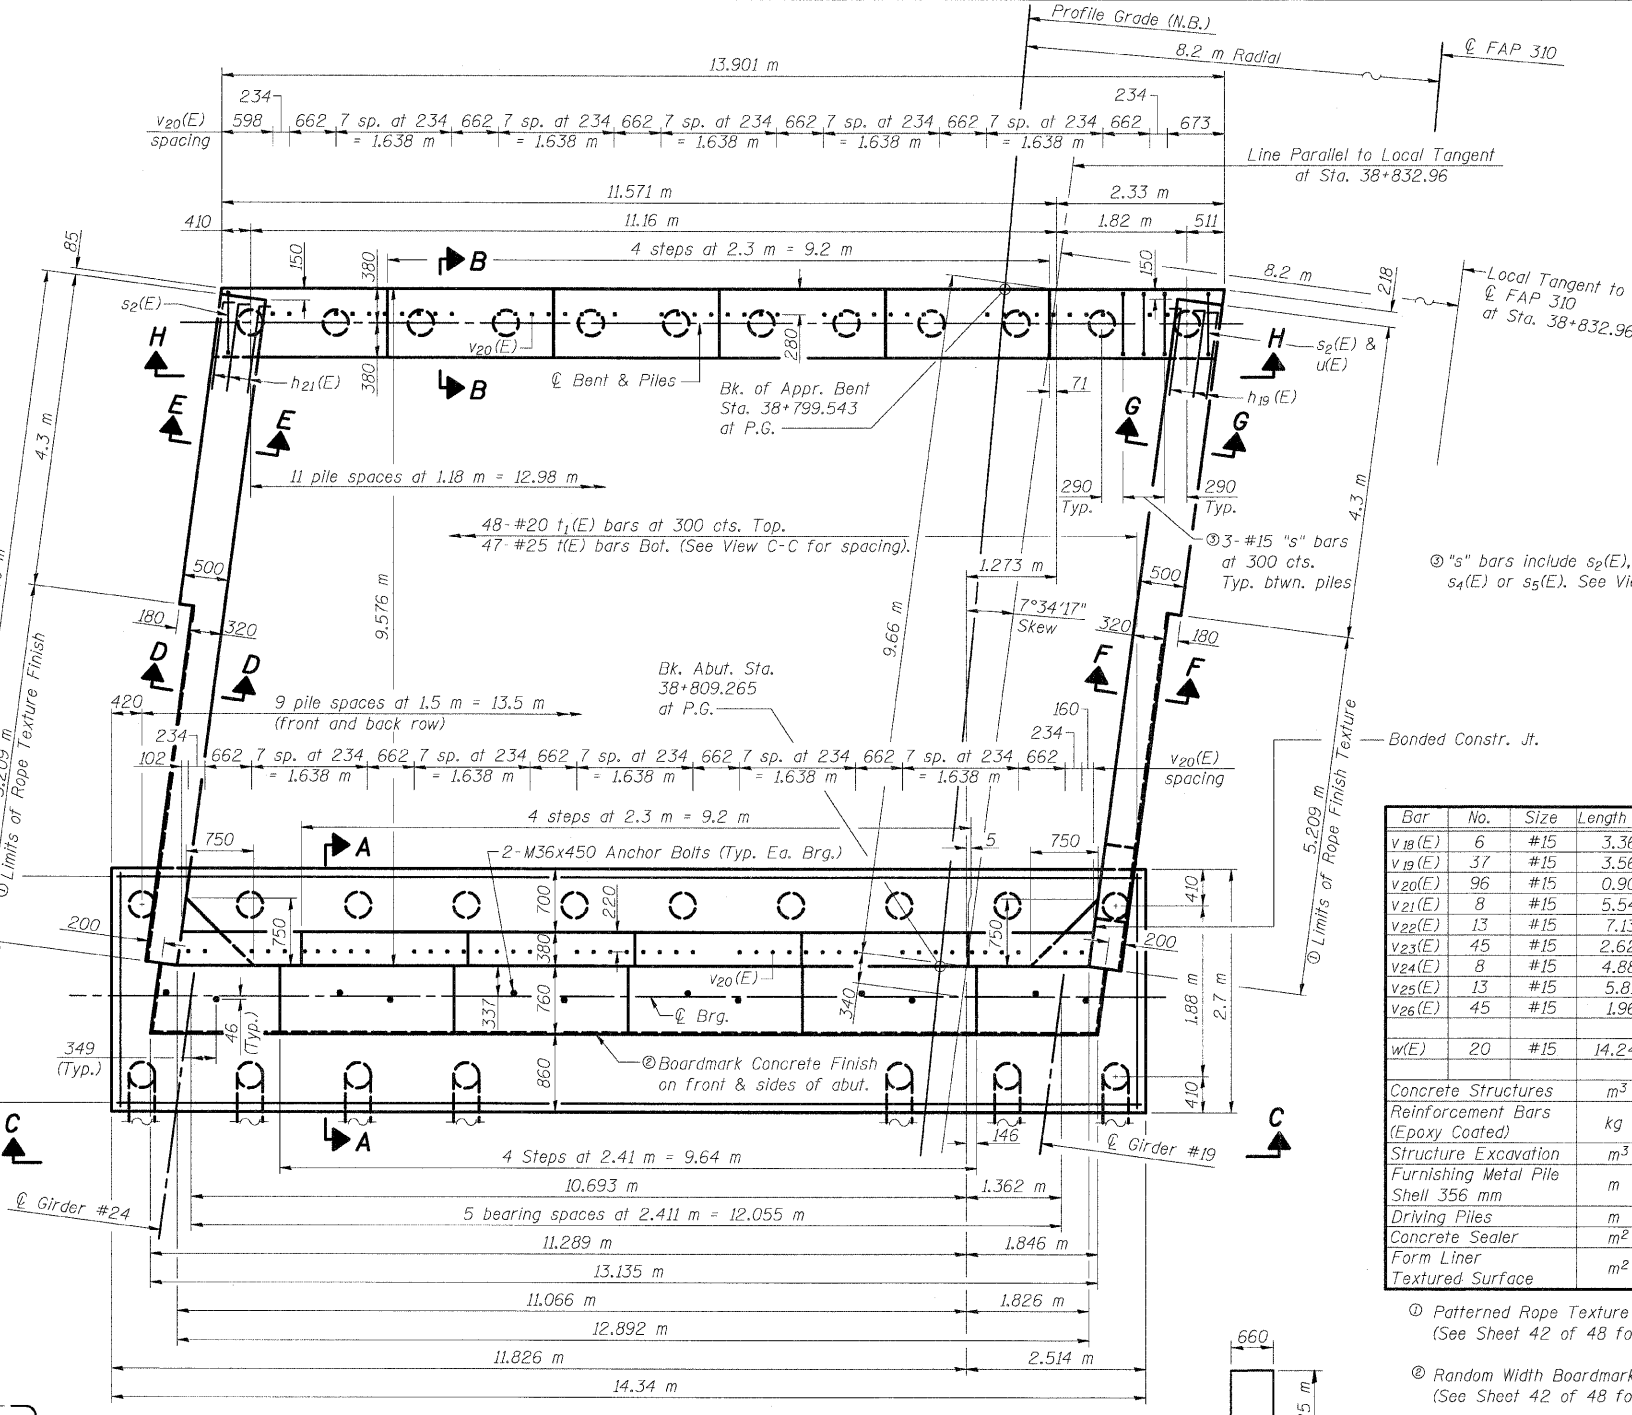 Profile Grade (N.B.)
8.2 m Radial
℄ FAP 310
13.901 m
234
234
v20(E)
spacing
598
662
7 sp. at 234
= 1.638 m
662
7 sp. at 234
= 1.638 m
662
7 sp. at 234
= 1.638 m
662
7 sp. at 234
= 1.638 m
662
7 sp. at 234
= 1.638 m
662
673
Line Parallel to Local Tangent
at Sta. 38+832.96
11.571 m
2.33 m
410
11.16 m
1.82 m
511
4 steps at 2.3 m = 9.2 m
85
150
380
B
150
8.2 m
218
Local Tangent to
℄ FAP 310
at Sta. 38+832.96
s2(E)
H
v20(E)
280
H
s2(E) &
u(E)
h21(E)
380
B
℄ Bent & Piles
Bk. of Appr. Bent
Sta. 38+799.543
at P.G.
71
h19(E)
E
E
G
G
4.3 m
4.3 m
11 pile spaces at 1.18 m = 12.98 m
290
Typ.
290
Typ.
48-#20 t1(E) bars at 300 cts. Top.
47-#25 t(E) bars Bot. (See View C-C for spacing).
③ 3-#15 "s" bars
at 300 cts.
Typ. btwn. piles
③ "s" bars include s2(E),
s4(E) or s5(E). See
500
1.273 m
500
9.576 m
9.66 m
7°34'17"
Skew
180
320
320
180
D
D
F
F
Bk. Abut. Sta.
38+809.265
at P.G.
5.209 m
① Limits of Rope Texture Finish
420
9 pile spaces at 1.5 m = 13.5 m
(front and back row)
160
234
234
102
662
7 sp. at 234
= 1.638 m
662
7 sp. at 234
= 1.638 m
662
7 sp. at 234
= 1.638 m
662
7 sp. at 234
= 1.638 m
662
7 sp. at 234
= 1.638 m
662
v20(E)
spacing
Bonded Constr. Jt.
5.209 m
① Limits of Rope Finish Texture
4 steps at 2.3 m = 9.2 m
5
750
A
2-M36x450 Anchor Bolts (Typ. Ea. Brg.)
750
700
220
410
200
750
380
750
200
v20(E)
337
760
340
1.88 m
2.7 m
46
(Typ.)
℄ Brg.
349
(Typ.)
860
② Boardmark Concrete Finish
on front & sides of abut.
410
C
A
146
℄ Girder #19
C
4 Steps at 2.41 m = 9.64 m
℄ Girder #24
10.693 m
1.362 m
5 bearing spaces at 2.411 m = 12.055 m
11.289 m
1.846 m
13.135 m
11.066 m
1.826 m
12.892 m
11.826 m
2.514 m
14.34 m
Bar No. Size Length
v18(E) 6 #15
v19(E) 37 #15
v20(E) 96 #15
v21(E) 8 #15
v22(E) 13 #15
v23(E) 45 #15
v24(E) 8 #15
v25(E) 13 #15
v26(E) 45 #15
w(E) 20 #15
Concrete Structures m³
Reinforcement Bars
(Epoxy Coated) kg
Structure Excavation m³
Furnishing Metal Pile
Shell 356 mm m
Driving Piles m
Concrete Sealer m²
Form Liner
Textured Surface m²
① Patterned Rope Texture
(See Sheet 42 of 48
② Random Width Boardmark
(See Sheet 42 of 48
660